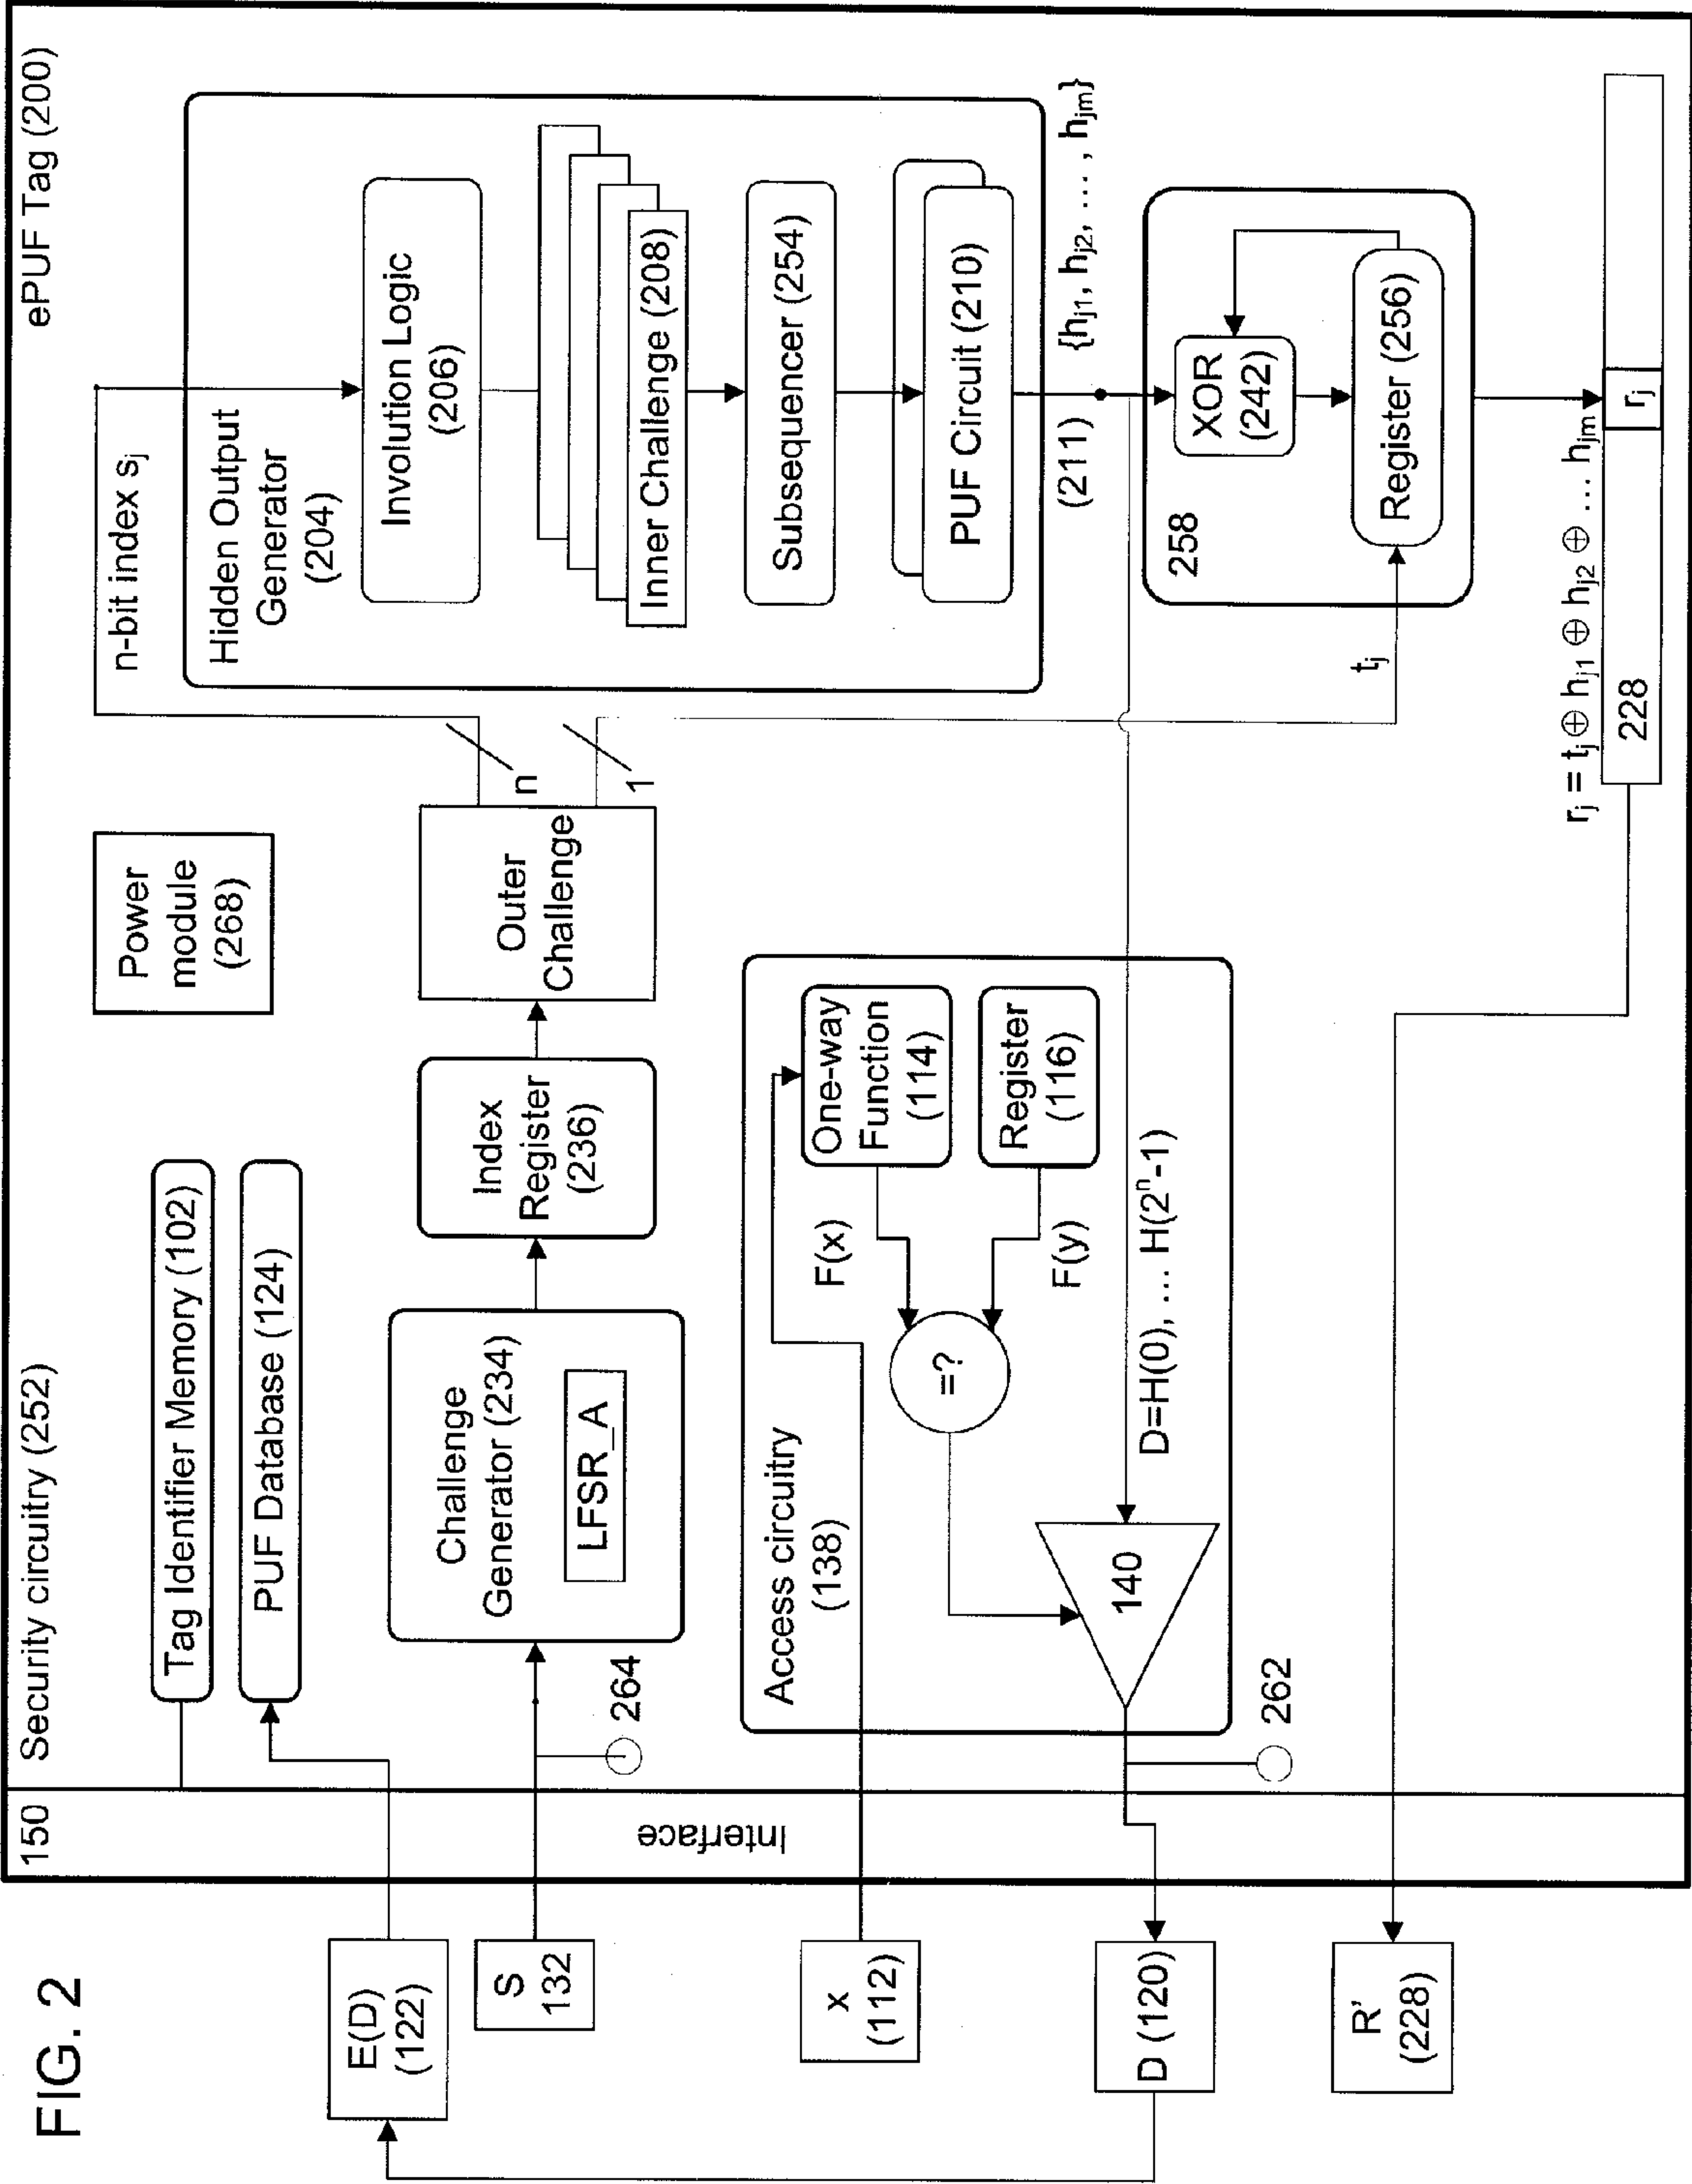 FIG. 2
150
Interface
Security circuitry (252)
ePUF Tag (200)
E(D)
(122)
S
132
x
(112)
D (120)
R'
(228)
Tag Identifier Memory (102)
PUF Database (124)
264
Challenge
Generator (234)
LFSR_A
Index
Register
(236)
Outer
Challenge
n
1
Power
module
(268)
n-bit index sj
Hidden Output
Generator
(204)
Involution Logic
(206)
Inner Challenge (208)
Subsequencer (254)
PUF Circuit (210)
(211)
{hj1, hj2, … , hjm}
Access circuitry
(138)
One-way
Function
(114)
Register
(116)
F(x)
F(y)
=?
140
D=H(0), … H(2ⁿ-1)
262
tj
258
XOR
(242)
Register (256)
rj = tj ⊕ hj1 ⊕ hj2 ⊕ … hjm
228
rj